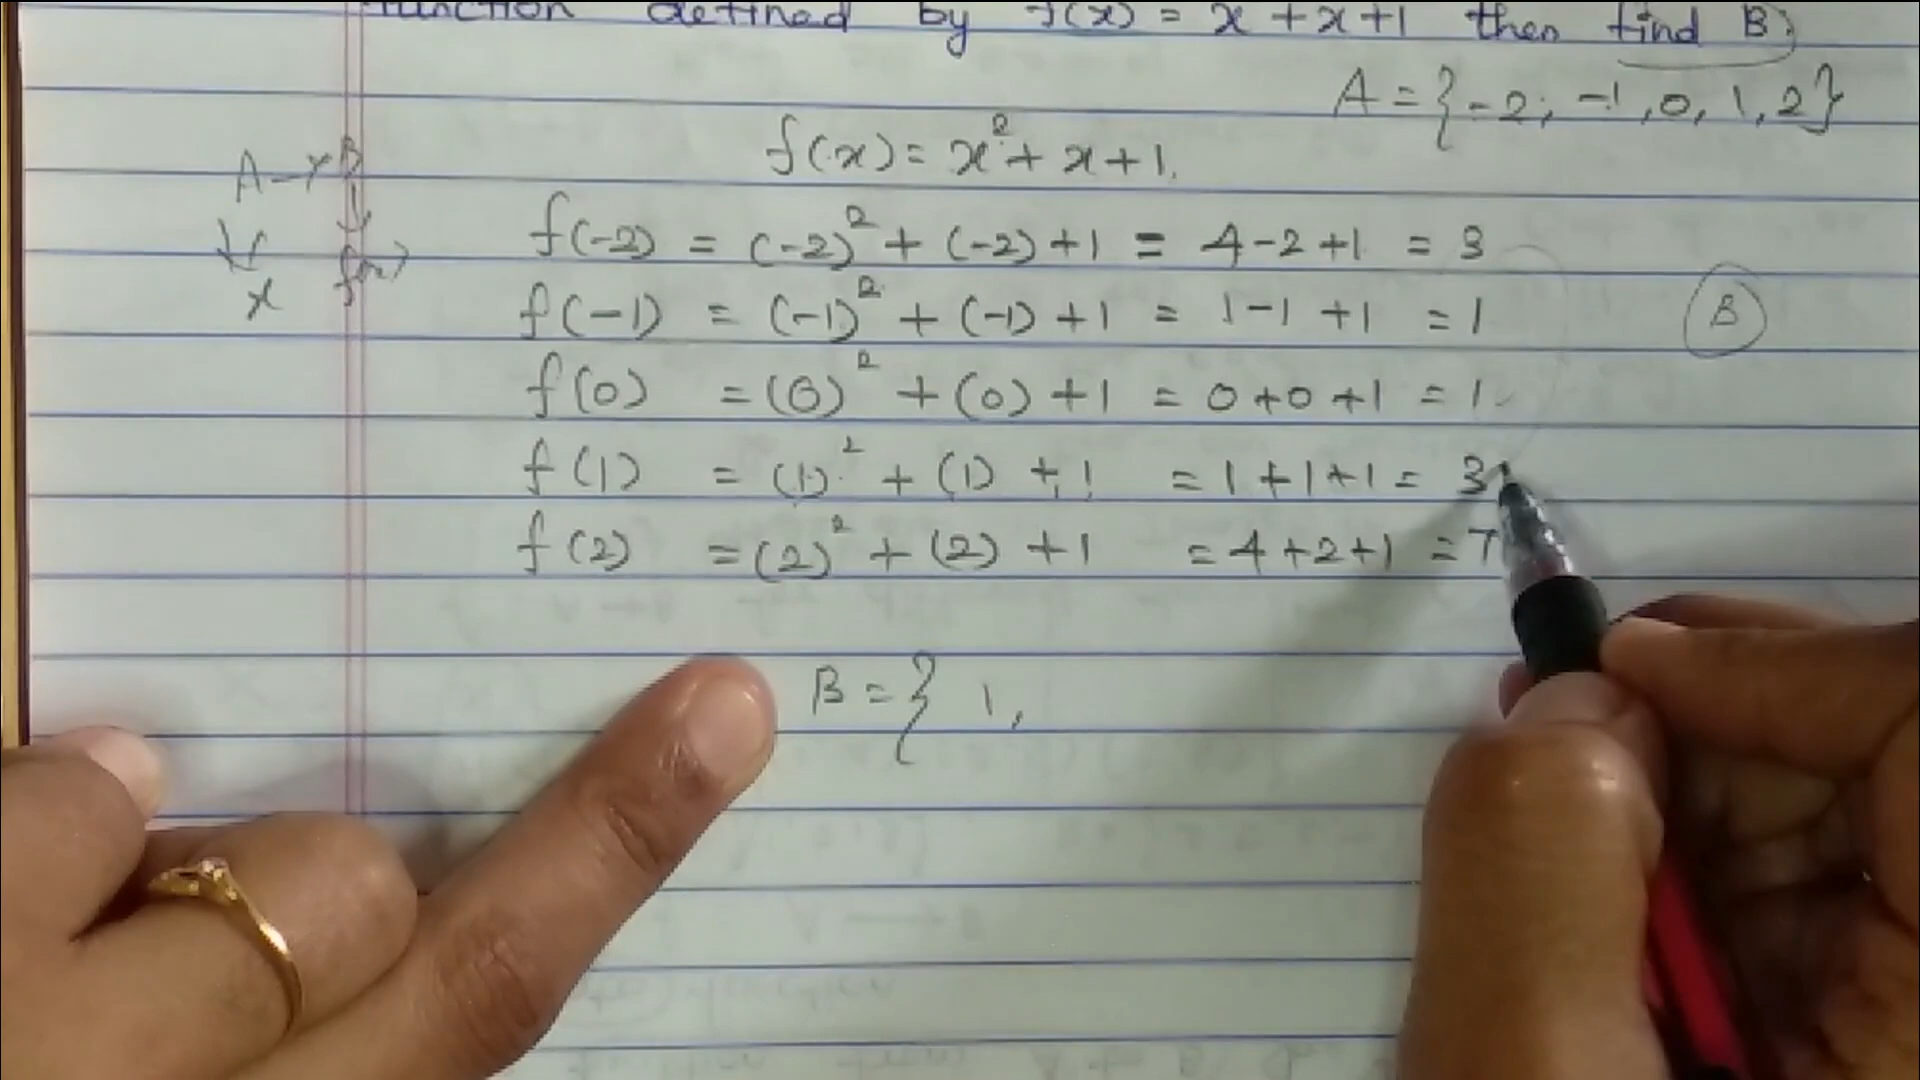 function defined by f(x) = x + x + 1 then find B.
A = {-2, -1, 0, 1, 2}
f(x) = x² + x + 1.
A → B
x f(x)
f(-2) = (-2)² + (-2) + 1 = 4 - 2 + 1 = 3
f(-1) = (-1)² + (-1) + 1 = 1 - 1 + 1 = 1
B
f(0) = (0)² + (0) + 1 = 0 + 0 + 1 = 1
f(1) = (1)² + (1) + 1 = 1 + 1 + 1 = 3
f(2) = (2)² + (2) + 1 = 4 + 2 + 1 = 7
B = { 1,